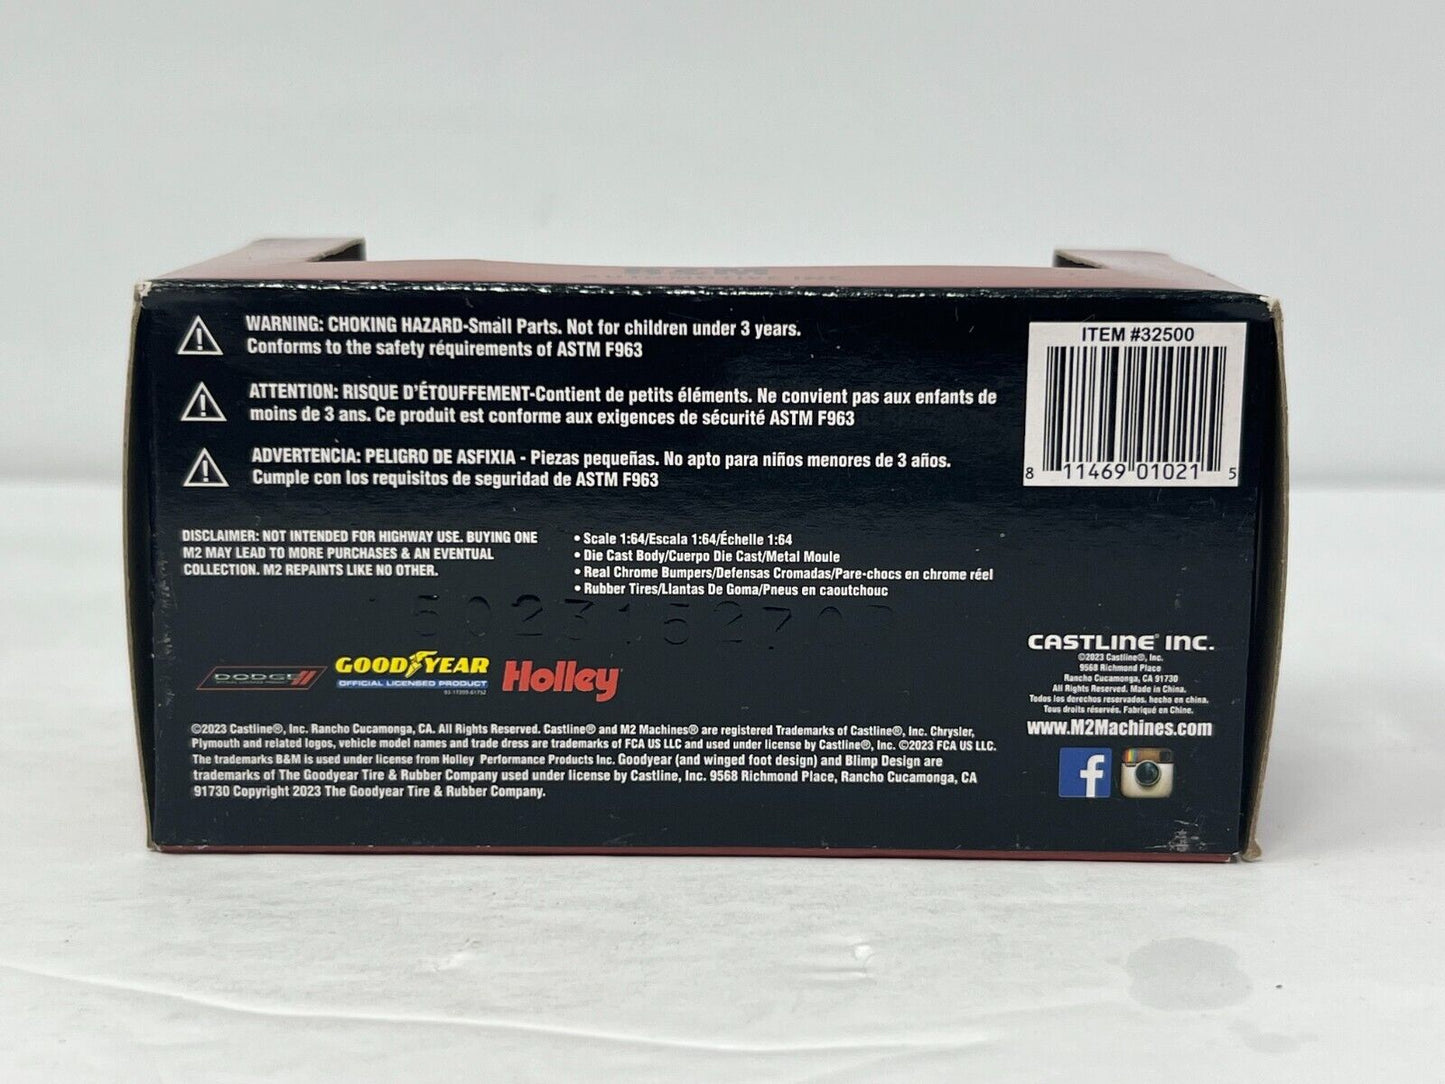 B&M
AUTOMOTIVE INC.
WARNING: CHOKING HAZARD-Small Parts. Not for children under 3 years.
Conforms to the safety réquirements of ASTM F963
ATTENTION: RISQUE D'ÉTOUFFEMENT-Contient de petits éléments. Ne convient pas aux enfants de
moins de 3 ans. Ce produit est conforme aux exigences de sécurité ASTM F963
ADVERTENCIA: PELIGRO DE ASFIXIA - Piezas pequeñas. No apto para niños menores de 3 años.
Cumple con los requisitos de seguridad de ASTM F963
ITEM #32500
8 11469 01021 5
DISCLAIMER: NOT INTENDED FOR HIGHWAY USE. BUYING ONE
M2 MAY LEAD TO MORE PURCHASES & AN EVENTUAL
COLLECTION. M2 REPAINTS LIKE NO OTHER.
• Scale 1:64/Escala 1:64/Échelle 1:64
• Die Cast Body/Cuerpo Die Cast/Metal Moule
• Real Chrome Bumpers/Defensas Cromadas/Pare-chocs en chrome réel
• Rubber Tires/Llantas De Goma/Pneus en caoutchouc
DODGE
GOODYEAR
OFFICIAL LICENSED PRODUCT
Holley
CASTLINE® INC.
©2023 Castline®, Inc.
9568 Richmond Place
Rancho Cucamonga, CA 91730
All Rights Reserved. Made in China.
Todos los derechos reservados. hecho en china.
Tous droits réservés. Fabriqué en Chine.
www.M2Machines.com
©2023 Castline®, Inc. Rancho Cucamonga, CA. All Rights Reserved. Castline® and M2 Machines® are registered Trademarks of Castline®, Inc. Chrysler,
Plymouth and related logos, vehicle model names and trade dress are trademarks of FCA US LLC and used under license by Castline®, Inc. ©2023 FCA US LLC.
The trademarks B&M is used under license from Holley Performance Products Inc. Goodyear (and winged foot design) and Blimp Design are
trademarks of The Goodyear Tire & Rubber Company used under license by Castline, Inc. 9568 Richmond Place, Rancho Cucamonga, CA
91730 Copyright 2023 The Goodyear Tire & Rubber Company.